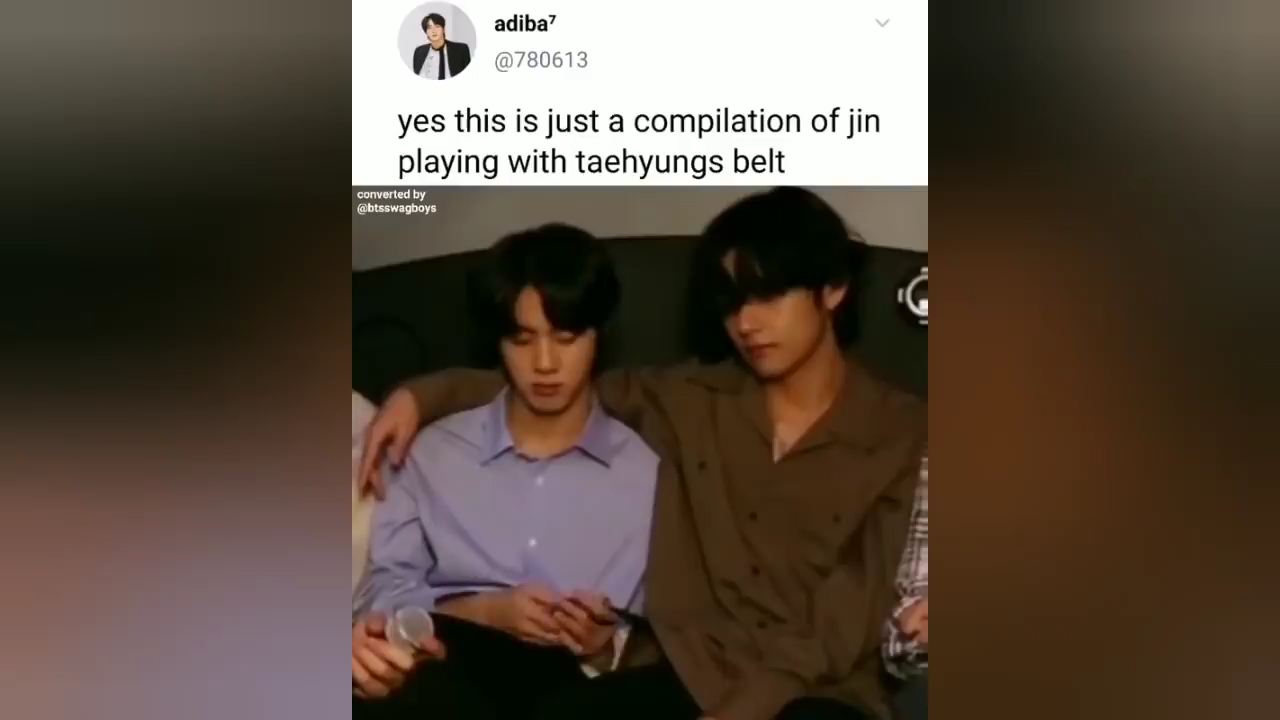 adiba⁷
@780613
yes this is just a compilation of jin
playing with taehyungs belt
converted by
@btsswagboys